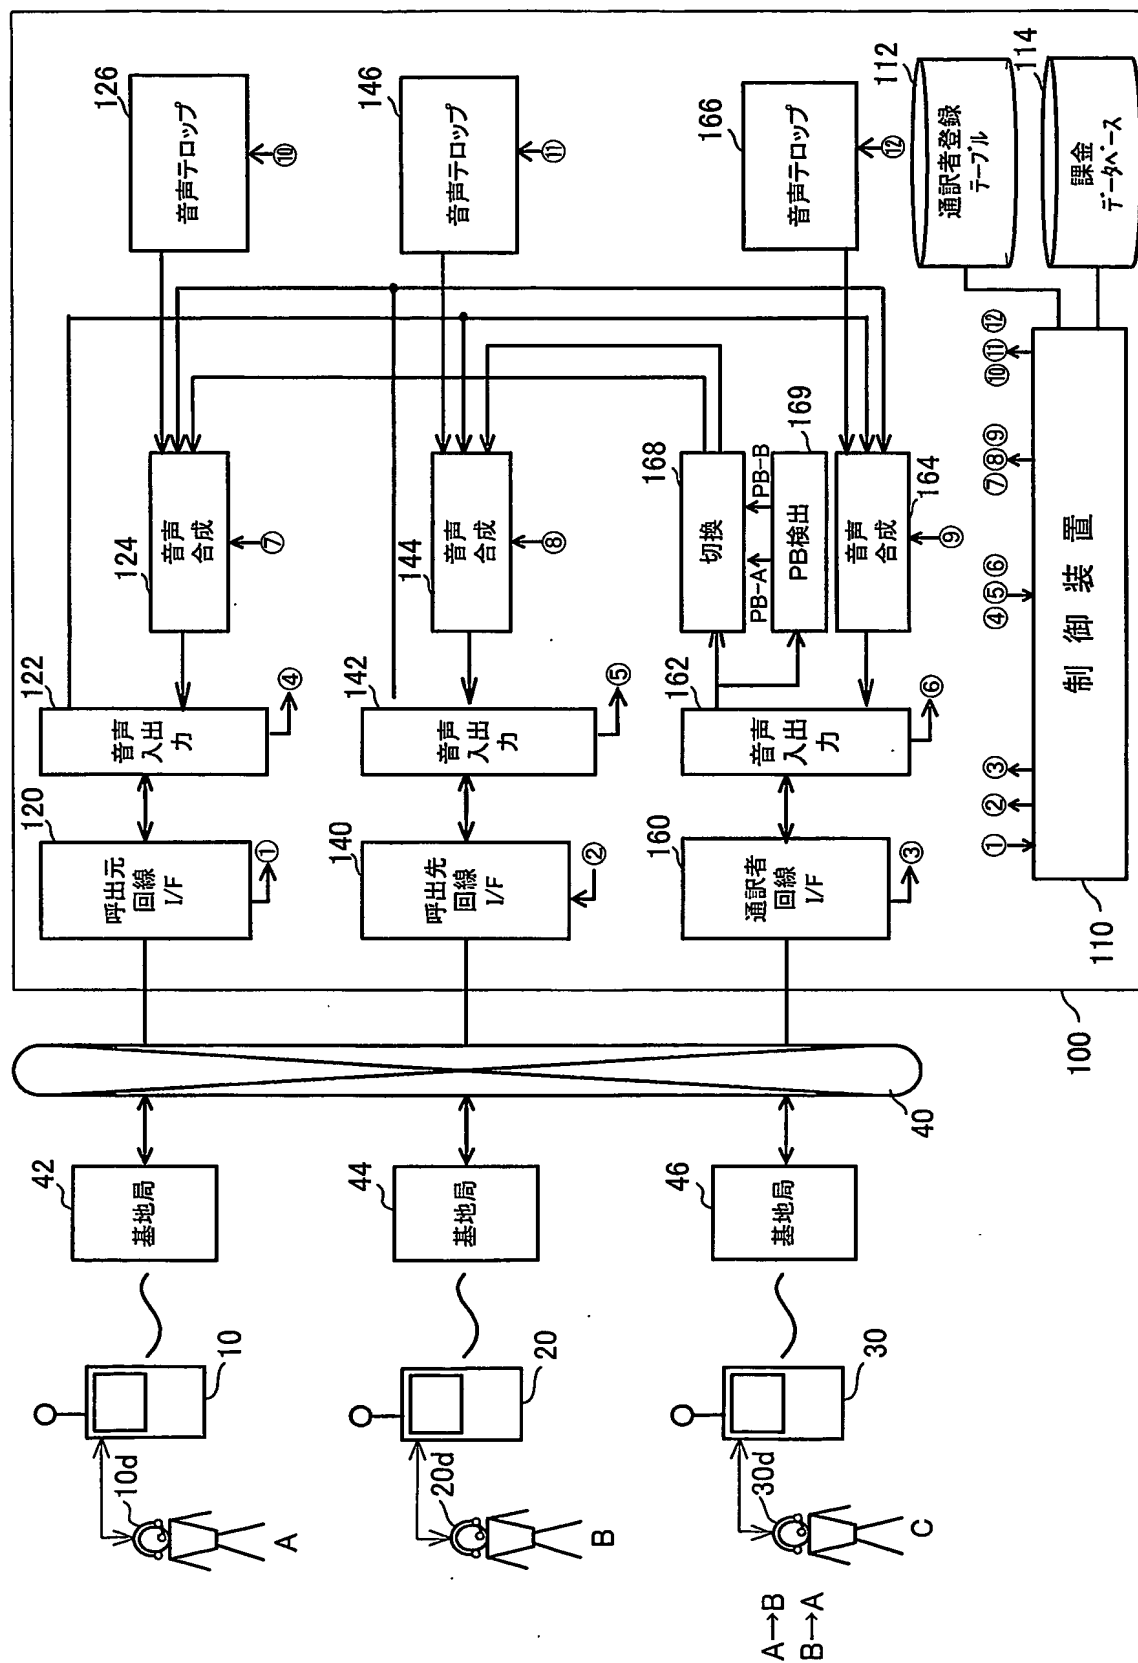 10d
A
10
42
基地局
120
呼出元
回線
I/F
①
122
音声
入出
力
④
124
音声
合成
⑦
126
音声テロップ
⑩
20d
B
20
44
基地局
140
呼出先
回線
I/F
②
142
音声
入出
力
⑤
144
音声
合成
⑧
146
音声テロップ
⑪
A→B
B→A
30d
C
30
46
基地局
40
160
通訳者
回線
I/F
③
162
音声
入出
力
⑥
168
切換
PB-A
PB-B
PB検出
169
音声
合成
164
⑨
166
音声テロップ
⑫
100
110
制御装置
①
②
③
④⑤⑥
⑦⑧⑨
⑩⑪⑫
112
通訳者登録
テーブル
114
課金
データベース